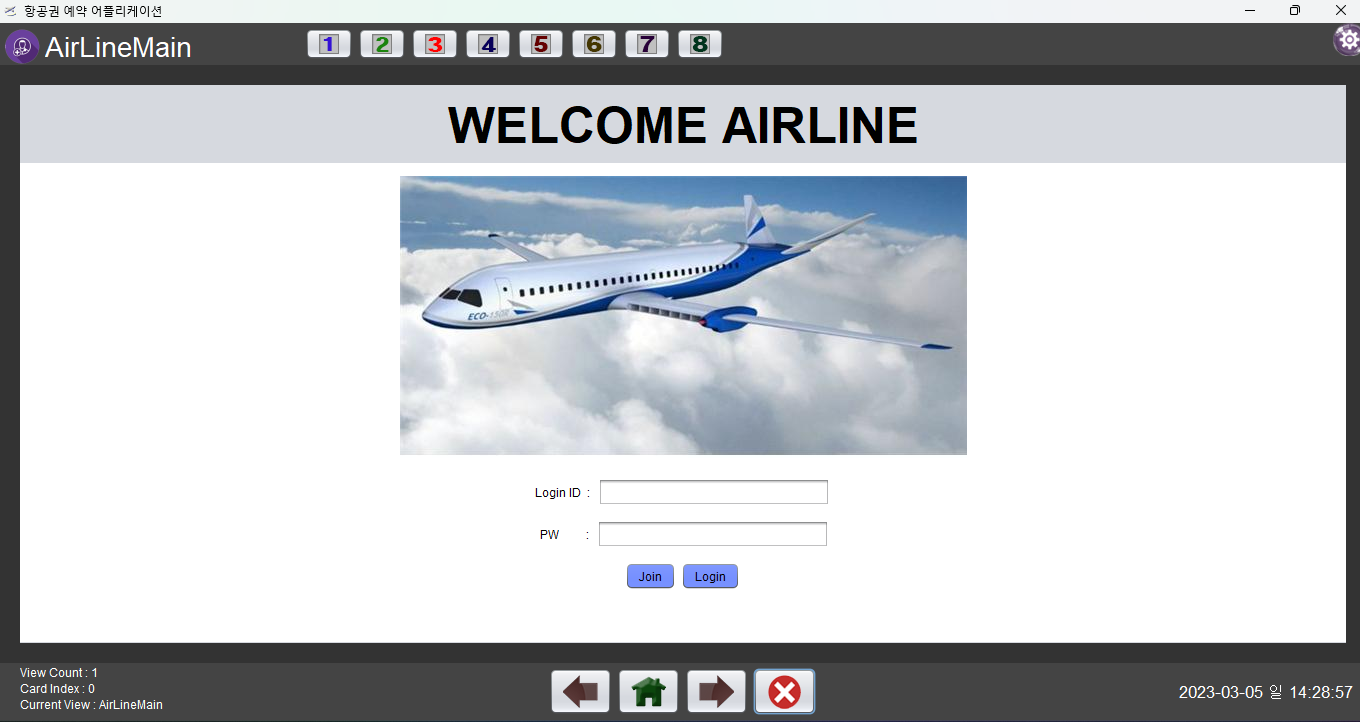 항공권 예약 어플리케이션
AirLineMain
1 2 3 4 5 6 7 8
WELCOME AIRLINE
ECO-150R
Login ID :
PW :
Join Login
View Count : 1
Card Index : 0
Current View : AirLineMain
2023-03-05 일 14:28:57